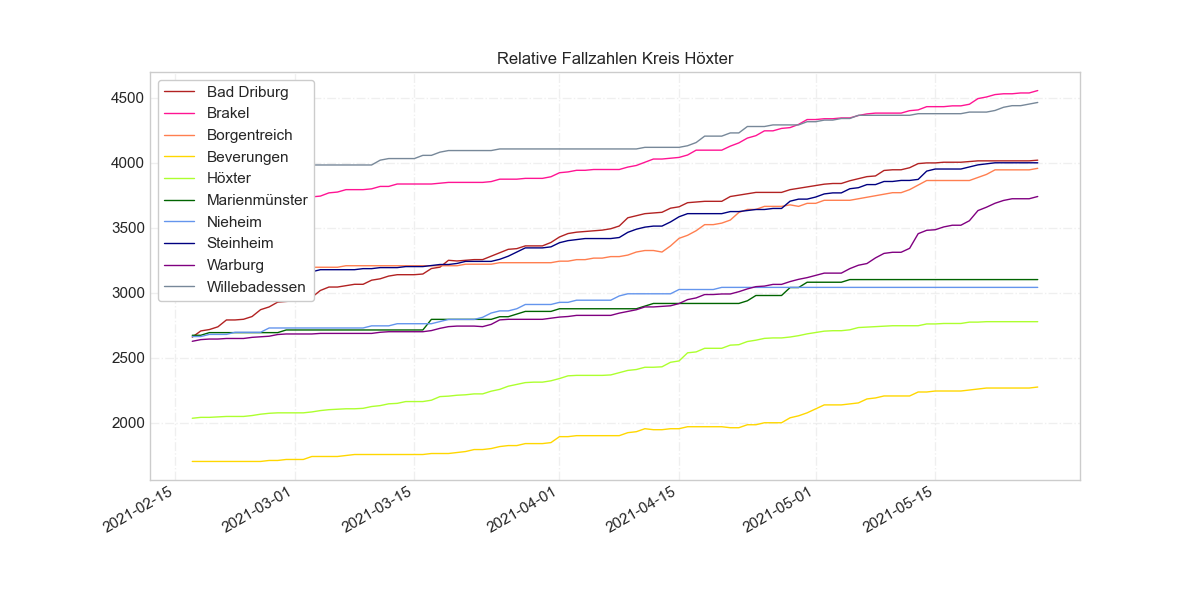 Relative Fallzahlen Kreis Höxter
Bad Driburg
Brakel
Borgentreich
Beverungen
Höxter
Marienmünster
Nieheim
Steinheim
Warburg
Willebadessen
4500
4000
3500
3000
2500
2000
2021-02-15
2021-03-01
2021-03-15
2021-04-01
2021-04-15
2021-05-01
2021-05-15